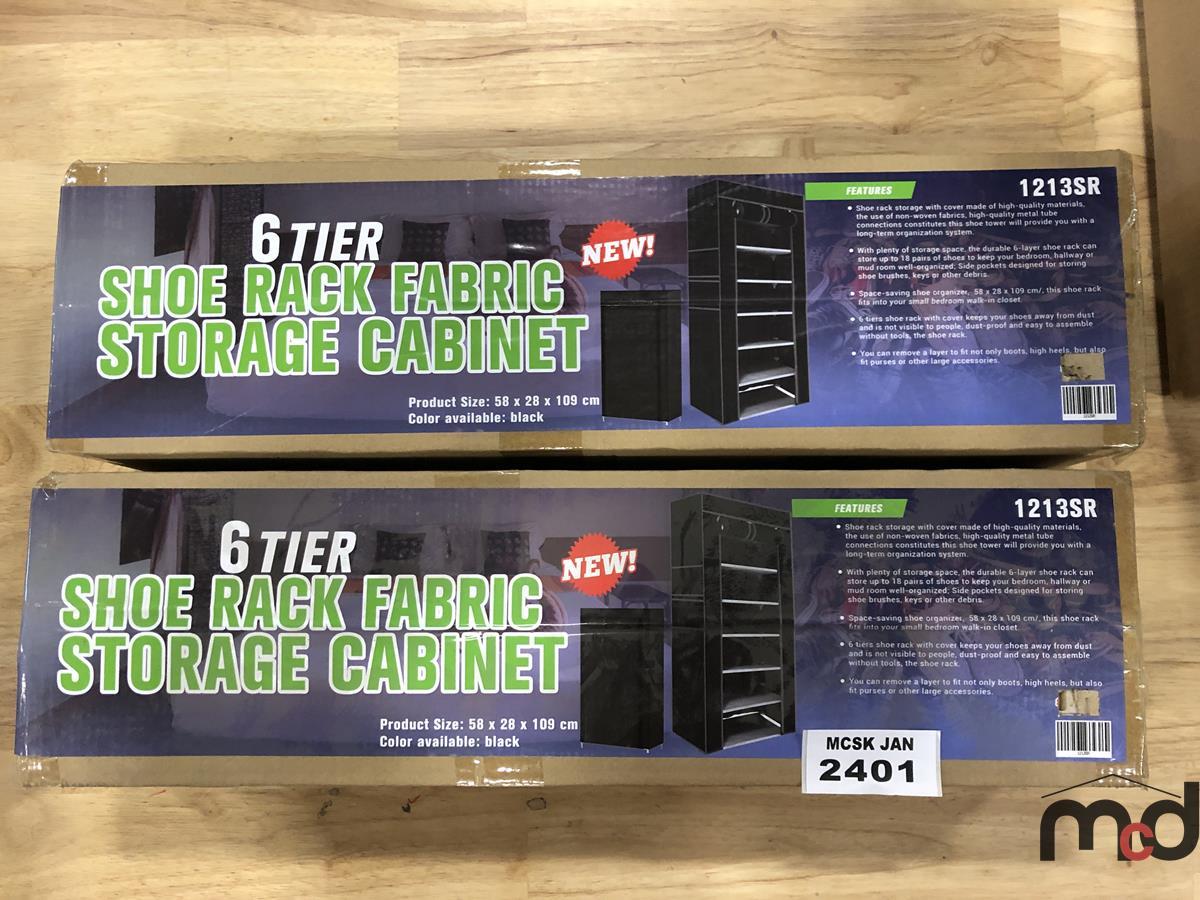 6 TIER
SHOE RACK FABRIC
STORAGE CABINET
NEW!
Product Size: 58 x 28 x 109 cm
Color available: black
FEATURES
1213SR
• Shoe rack storage with cover made of high-quality materials,
the use of non-woven fabrics, high-quality metal tube
connections constitutes this shoe tower will provide you with a
long-term organization system.
• With plenty of storage space, the durable 6-layer shoe rack can
store up to 18 pairs of shoes to keep your bedroom, hallway or
mud room well-organized; Side pockets designed for storing
shoe brushes, keys or other debris.
• Space-saving shoe organizer, 58 x 28 x 109 cm/, this shoe rack
fits into your small bedroom walk-in closet.
• 6 tiers shoe rack with cover keeps your shoes away from dust
and is not visible to people, dust-proof and easy to assemble
without tools, the shoe rack.
• You can remove a layer to fit not only boots, high heels, but also
fit purses or other large accessories.
6 TIER
SHOE RACK FABRIC
STORAGE CABINET
NEW!
Product Size: 58 x 28 x 109 cm
Color available: black
FEATURES
1213SR
• Shoe rack storage with cover made of high-quality materials,
the use of non-woven fabrics, high-quality metal tube
connections constitutes this shoe tower will provide you with a
long-term organization system.
• With plenty of storage space, the durable 6-layer shoe rack can
store up to 18 pairs of shoes to keep your bedroom, hallway or
mud room well-organized; Side pockets designed for storing
shoe brushes, keys or other debris.
• Space-saving shoe organizer, 58 x 28 x 109 cm/, this shoe rack
fits into your small bedroom walk-in closet.
• 6 tiers shoe rack with cover keeps your shoes away from dust
and is not visible to people, dust-proof and easy to assemble
without tools, the shoe rack.
• You can remove a layer to fit not only boots, high heels, but also
fit purses or other large accessories.
MCSK JAN
2401
mcd